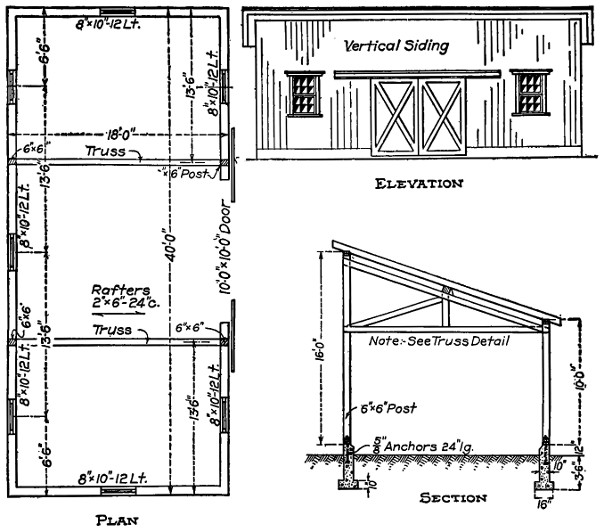 8"×10"-12 Lt.
6'6"
13'-6"
8"×10"-12 Lt.
18'-0"
6"×6"
Truss
6" Post
13'-6"
8"×10"-12 Lt.
40'-0"
10'-0"×10'-0" Door
Rafters
2"×6"-24"c.
6"×6"
6"×6"
Truss
13'-6"
8"×10"-12 Lt.
13'-6"
8"×10"-12 Lt.
6'6"
8"×10"-12 Lt.
PLAN
Vertical Siding
ELEVATION
16'-0"
Note:- See Truss Detail
10'-0"
6"×6" Post
5/8" Anchors 24" lg.
12"
10"
3'-6"
10"
16"
SECTION